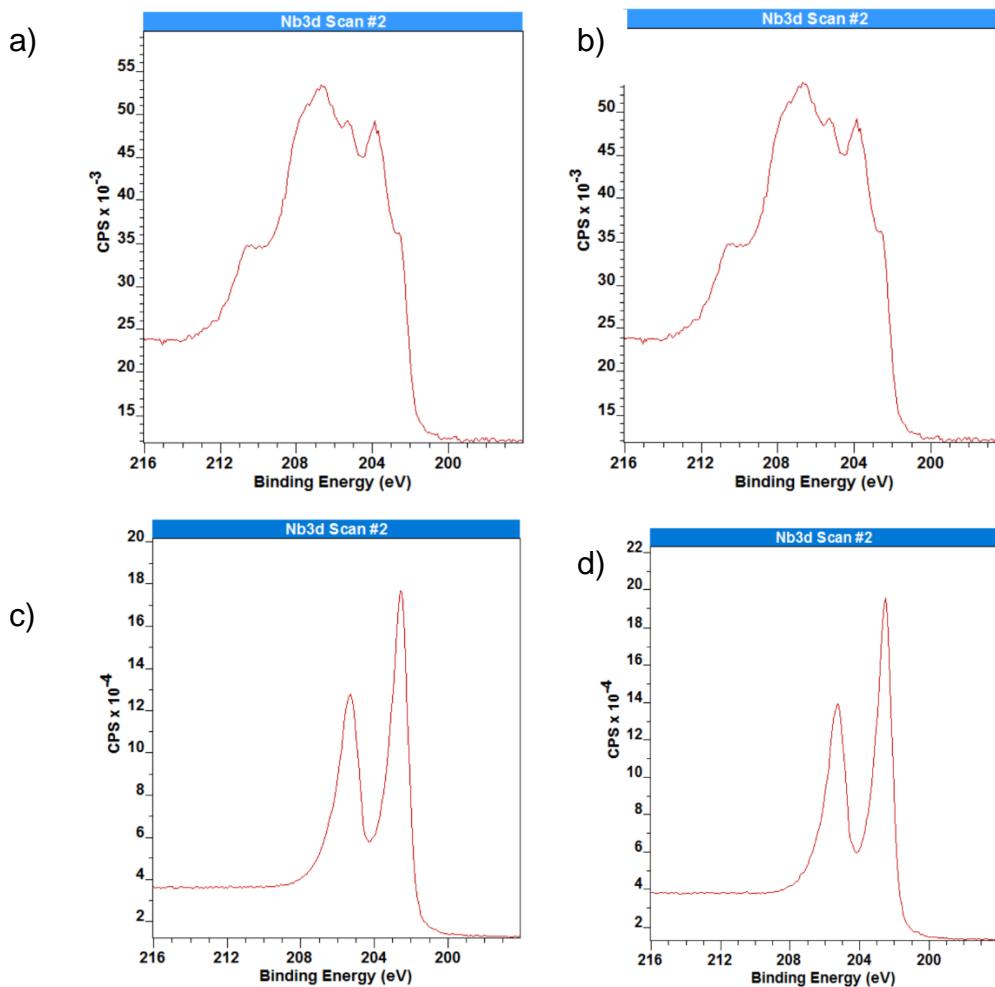 a)
Nb3d Scan #2
CPS x 10⁻³
55
50
45
40
35
30
25
20
15
216 212 208 204 200
Binding Energy (eV)
b)
Nb3d Scan #2
CPS x 10⁻³
50
45
40
35
30
25
20
15
216 212 208 204 200
Binding Energy (eV)
c)
Nb3d Scan #2
CPS x 10⁻⁴
20
18
16
14
12
10
8
6
4
2
216 212 208 204 200
Binding Energy (eV)
d)
Nb3d Scan #2
CPS x 10⁻⁴
22
20
18
16
14
12
10
8
6
4
2
216 212 208 204 200
Binding Energy (eV)